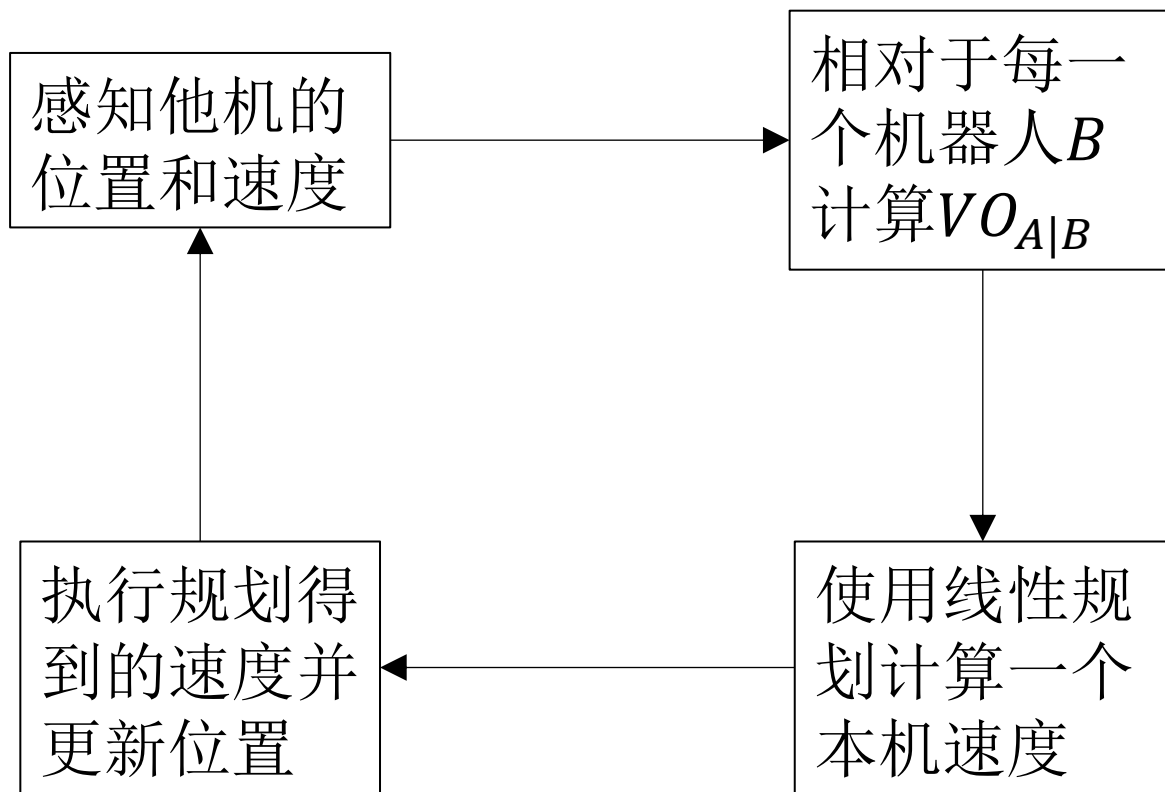 感知他机的
位置和速度
相对于每一
个机器人B
计算VO_{A|B}
使用线性规
划计算一个
本机速度
执行规划得
到的速度并
更新位置